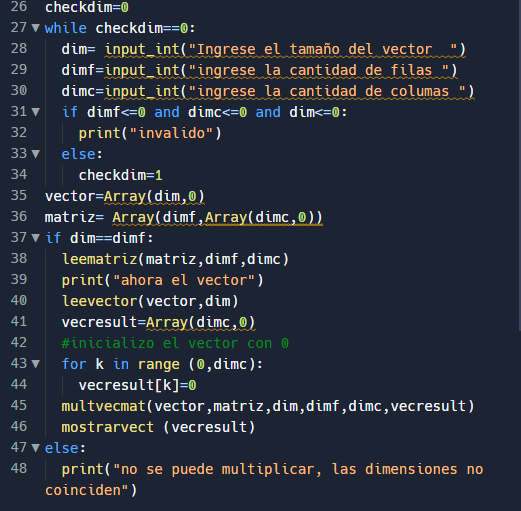 26 checkdim=0
27 while checkdim==0:
28 dim= input_int("Ingrese el tamaño del vector  ")
29 dimf=input_int("ingrese la cantidad de filas ")
30 dimc=input_int("ingrese la cantidad de columas ")
31 if dimf<=0 and dimc<=0 and dim<=0:
32 print("invalido")
33 else:
34 checkdim=1
35 vector=Array(dim,0)
36 matriz= Array(dimf,Array(dimc,0))
37 if dim==dimf:
38 leematriz(matriz,dimf,dimc)
39 print("ahora el vector")
40 leevector(vector,dim)
41 vecresult=Array(dimc,0)
42 #inicializo el vector con 0
43 for k in range (0,dimc):
44 vecresult[k]=0
45 multvecmat(vector,matriz,dim,dimf,dimc,vecresult)
46 mostrarvect (vecresult)
47 else:
48 print("no se puede multiplicar, las dimensiones no
coinciden")